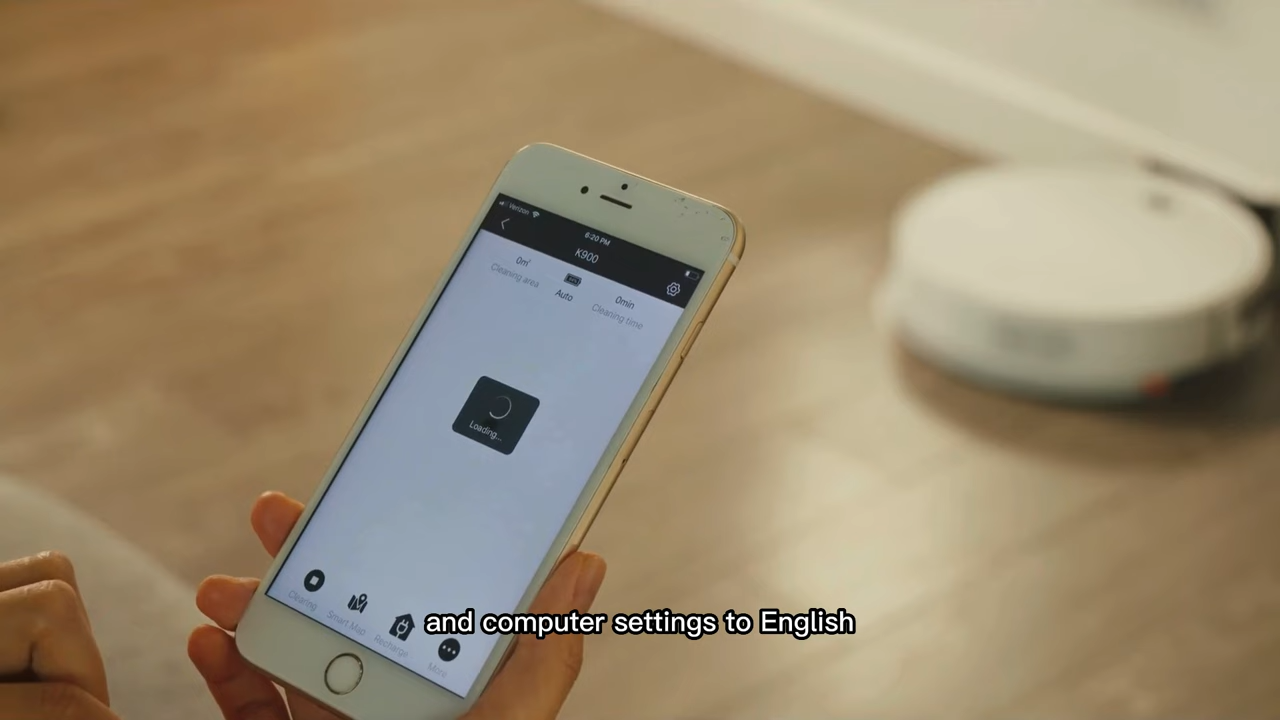 Verizon
6:20 PM
K900
0m²
Cleaning area
Auto
0min
Cleaning time
Loading...
Cleaning
Smart Map
Recharge
More
and computer settings to English